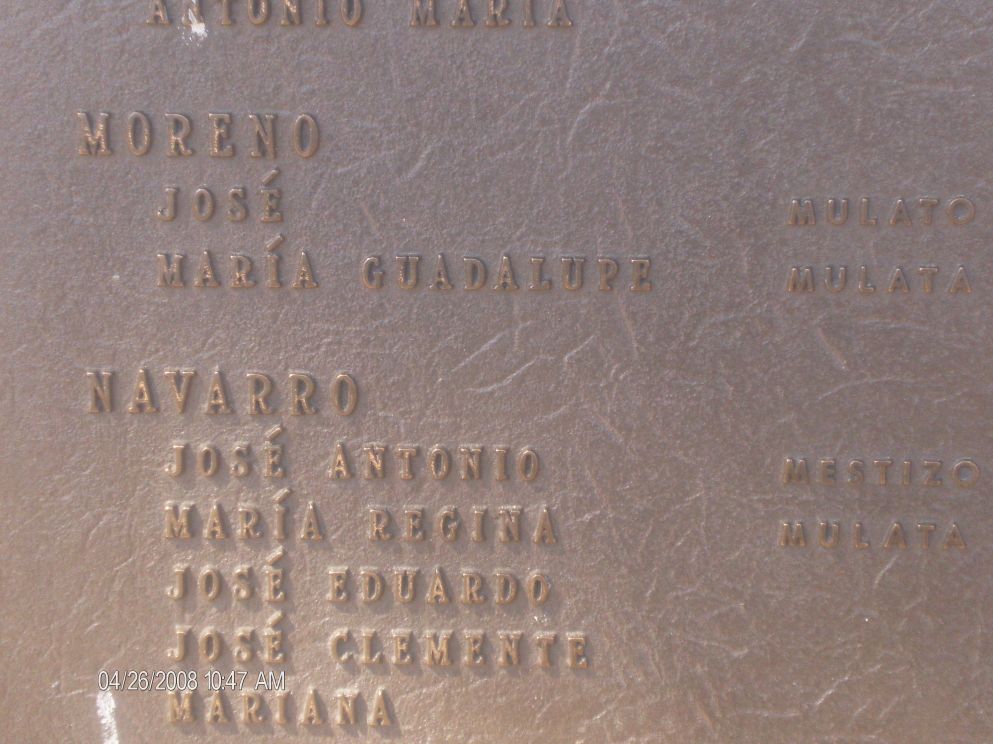 ANTONIO MARÍA
MORENO
JOSÉ MULATO
MARÍA GUADALUPE MULATA
NAVARRO
JOSÉ ANTONIO MESTIZO
MARÍA REGINA MULATA
JOSÉ EDUARDO
JOSÉ CLEMENTE
04/26/2008 10:47 AM
MARIANA